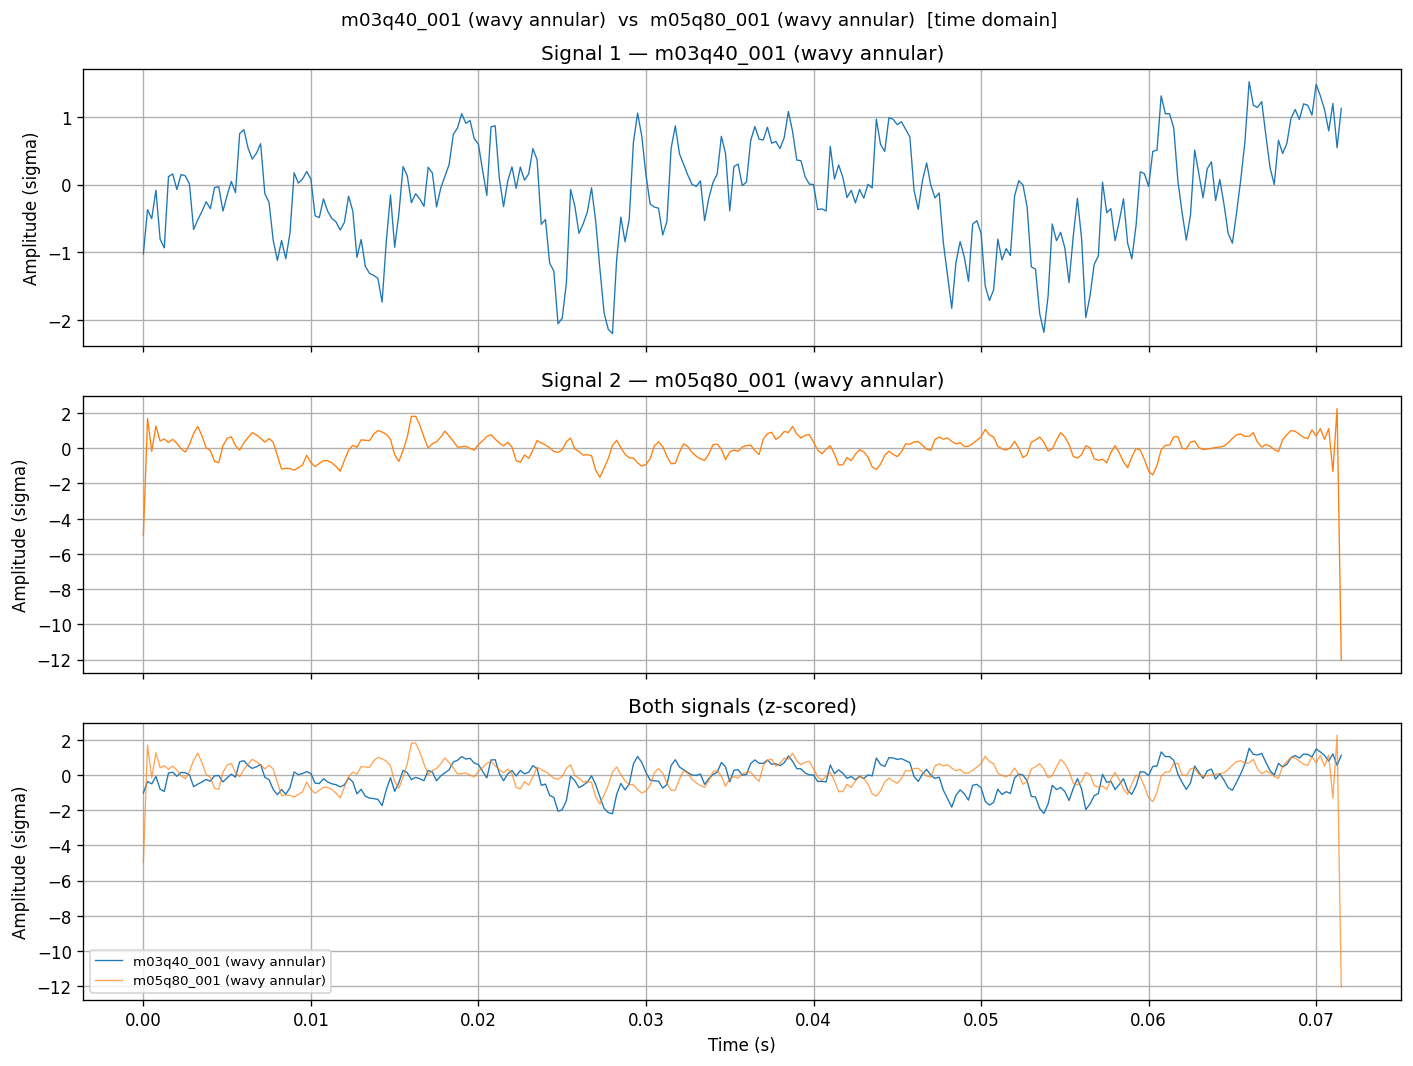 m03q40_001 (wavy annular)  vs  m05q80_001 (wavy annular)  [time domain]
Signal 1 — m03q40_001 (wavy annular)
Amplitude (sigma)
1
0
−1
−2
Signal 2 — m05q80_001 (wavy annular)
Amplitude (sigma)
2
0
−2
−4
−6
−8
−10
−12
Both signals (z-scored)
Amplitude (sigma)
2
0
−2
−4
−6
−8
−10
−12
m03q40_001 (wavy annular)
m05q80_001 (wavy annular)
0.00 0.01 0.02 0.03 0.04 0.05 0.06 0.07
Time (s)